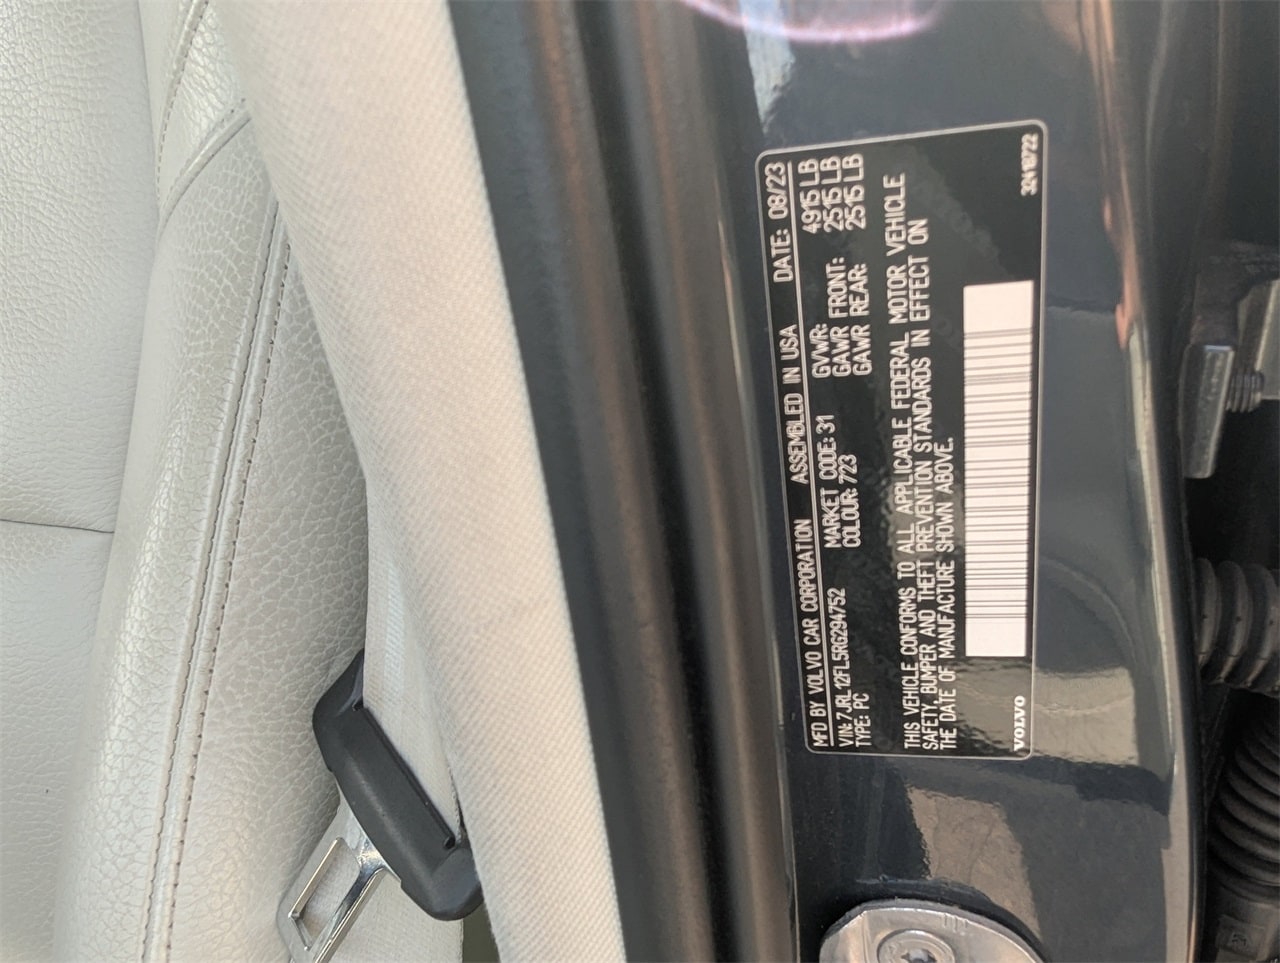 MFD BY VOLVO CAR CORPORATION ASSEMBLED IN USA DATE: 08/23
VIN: 7JRL12FL5RG294752 MARKET CODE: 31 GVWR: 4915 LB
TYPE: PC COLOUR: 723 GAWR FRONT: 2515 LB
GAWR REAR: 2515 LB
THIS VEHICLE CONFORMS TO ALL APPLICABLE FEDERAL MOTOR VEHICLE
SAFETY, BUMPER AND THEFT PREVENTION STANDARDS IN EFFECT ON
THE DATE OF MANUFACTURE SHOWN ABOVE.
VOLVO